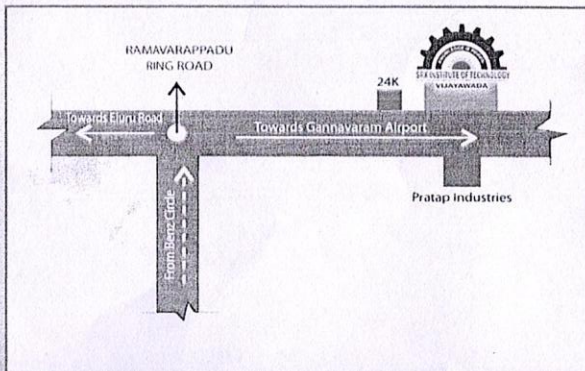 RAMAVARAPPADU
RING ROAD
24K
SRK INSTITUTE OF TECHNOLOGY
VIJAYAWADA
Towards Eluru Road
Towards Gannavaram Airport
From Benz Circle
Pratap Industries